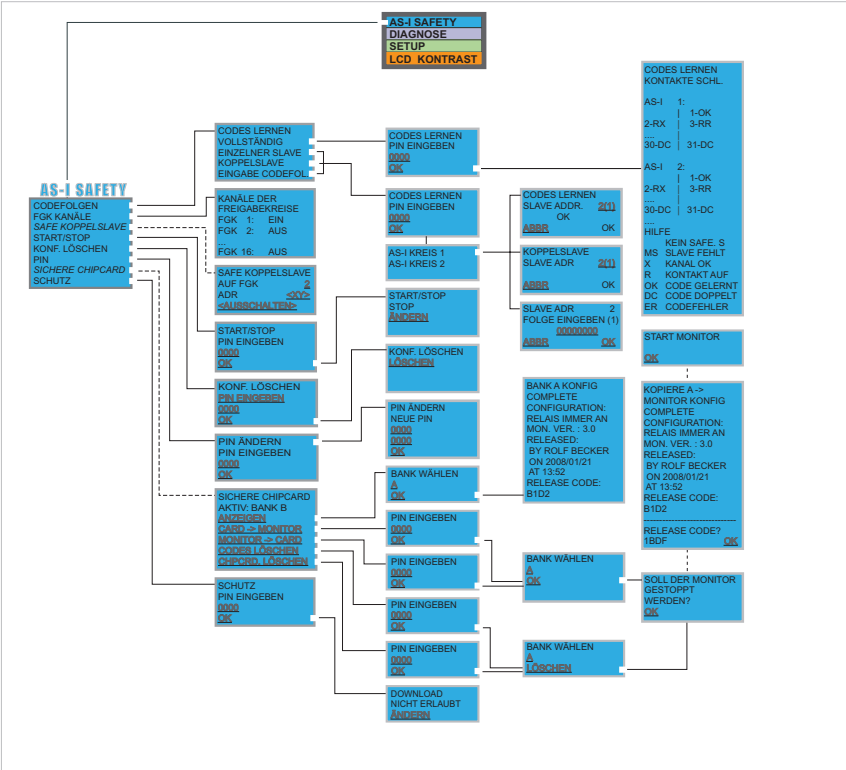 AS-I SAFETY
DIAGNOSE
SETUP
LCD KONTRAST
AS-I SAFETY
CODEFOLGEN
FGK KANÄLE
SAFE KOPPELSLAVE
START/STOP
KONF. LÖSCHEN
PIN
SICHERE CHIPCARD
SCHUTZ
CODES LERNEN
VOLLSTÄNDIG
EINZELNER SLAVE
KOPPELSLAVE
EINGABE CODEFOL.
KANÄLE DER
FREIGABEKREISE
FGK 1: EIN
FGK 2: AUS
...
FGK 16: AUS
SAFE KOPPELSLAVE
AUF FGK 2
ADR <XY>
<AUSSCHALTEN>
START/STOP
PIN EINGEBEN
0000
OK
KONF. LÖSCHEN
PIN EINGEBEN
0000
OK
PIN ÄNDERN
PIN EINGEBEN
0000
OK
SICHERE CHIPCARD
AKTIV: BANK B
ANZEIGEN
CARD -> MONITOR
MONITOR -> CARD
CODES LÖSCHEN
CHPCRD. LÖSCHEN
SCHUTZ
PIN EINGEBEN
0000
OK
CODES LERNEN
PIN EINGEBEN
0000
OK
CODES LERNEN
PIN EINGEBEN
0000
OK
AS-I KREIS 1
AS-I KREIS 2
START/STOP
STOP
ÄNDERN
KONF. LÖSCHEN
LÖSCHEN
PIN ÄNDERN
NEUE PIN
0000
0000
OK
BANK WÄHLEN
A
OK
PIN EINGEBEN
0000
OK
PIN EINGEBEN
0000
OK
PIN EINGEBEN
0000
OK
PIN EINGEBEN
0000
OK
DOWNLOAD
NICHT ERLAUBT
ÄNDERN
CODES LERNEN
SLAVE ADDR. 2(1)
OK
ABBR OK
KOPPELSLAVE
SLAVE ADR 2(1)
ABBR OK
SLAVE ADR 2
FOLGE EINGEBEN (1)
00000000
ABBR OK
BANK A KONFIG
COMPLETE
CONFIGURATION:
RELAIS IMMER AN
MON. VER. : 3.0
RELEASED:
BY ROLF BECKER
ON 2008/01/21
AT 13:52
RELEASE CODE:
B1D2
BANK WÄHLEN
A
OK
BANK WÄHLEN
A
LÖSCHEN
CODES LERNEN
KONTAKTE SCHL.
AS-I 1:
| 1-OK
2-RX | 3-RR
.... |
30-DC | 31-DC
AS-I 2:
| 1-OK
2-RX | 3-RR
.... |
30-DC | 31-DC
....
HILFE
KEIN SAFE. S
MS SLAVE FEHLT
X KANAL OK
R KONTAKT AUF
OK CODE GELERNT
DC CODE DOPPELT
ER CODEFEHLER
START MONITOR
OK
KOPIERE A ->
MONITOR KONFIG
COMPLETE
CONFIGURATION:
RELAIS IMMER AN
MON. VER. : 3.0
RELEASED:
BY ROLF BECKER
ON 2008/01/21
AT 13:52
RELEASE CODE:
B1D2
------------------------------
RELEASE CODE?
1BDF OK
SOLL DER MONITOR
GESTOPPT
WERDEN?
OK